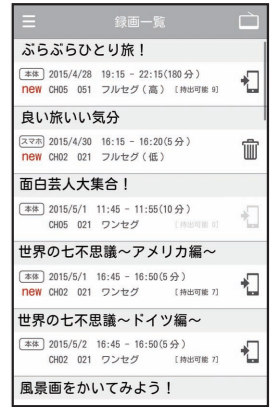 録画一覧
ぶらぶらひとり旅！
本体 2015/4/28 19:15 - 22:15(180 分)
new CH05 051 フルセグ(高) [持出可能 9]
良い旅いい気分
スマホ 2015/4/30 16:15 - 16:20(5 分)
new CH02 021 フルセグ(低)
面白芸人大集合！
本体 2015/5/1 11:45 - 11:55(10 分)
CH05 051 ワンセグ [持出可能 0]
世界の七不思議～アメリカ編～
本体 2015/5/1 16:45 - 16:50(5 分)
new CH02 021 ワンセグ [持出可能 7]
世界の七不思議～ドイツ編～
本体 2015/5/2 16:45 - 16:50(5 分)
CH02 021 ワンセグ [持出可能 7]
風景画をかいてみよう！